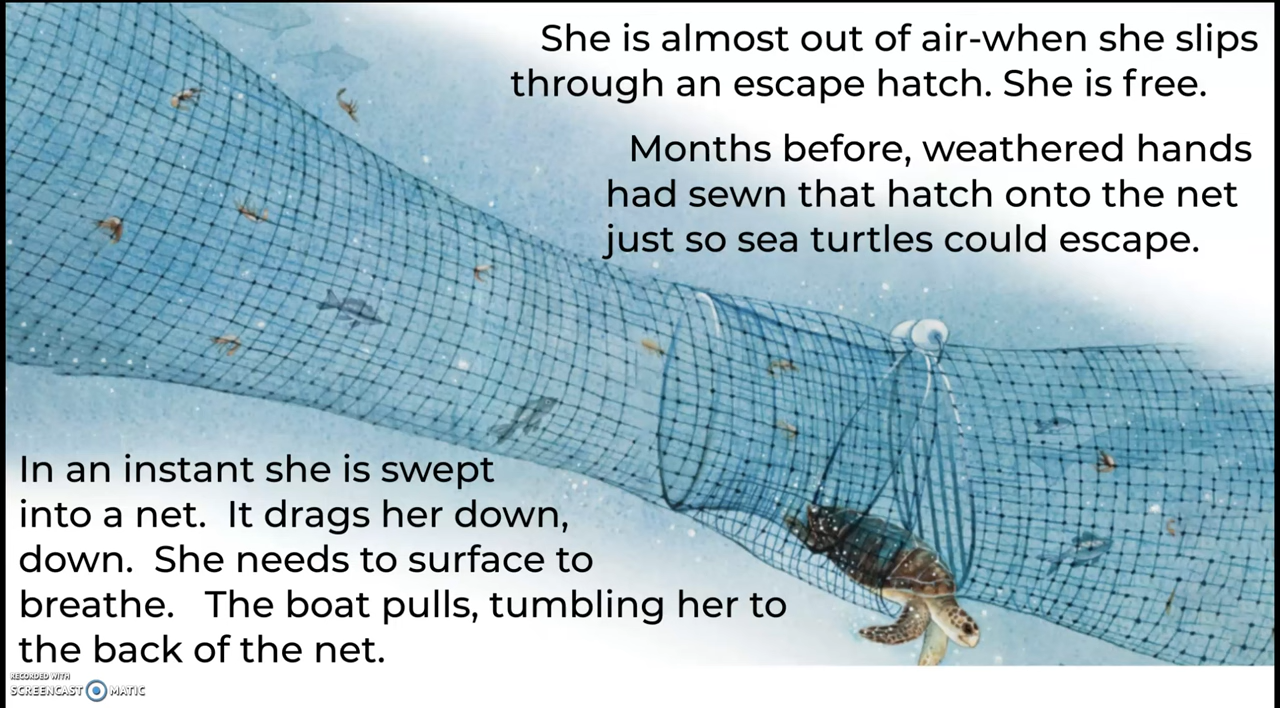 She is almost out of air-when she slips
through an escape hatch. She is free.
Months before, weathered hands
had sewn that hatch onto the net
just so sea turtles could escape.
In an instant she is swept
into a net. It drags her down,
down. She needs to surface to
breathe. The boat pulls, tumbling her to
the back of the net.
RECORDED WITH
SCREENCAST MATIC